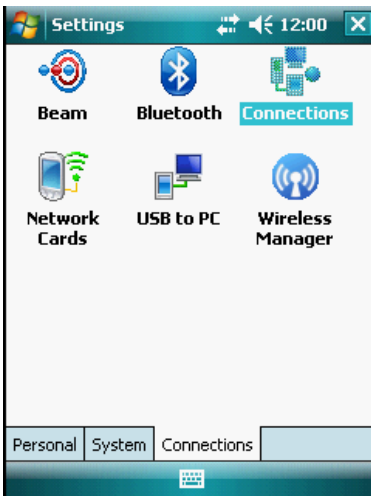 Settings 12:00
Beam Bluetooth Connections
Network Cards USB to PC Wireless Manager
Personal System Connections